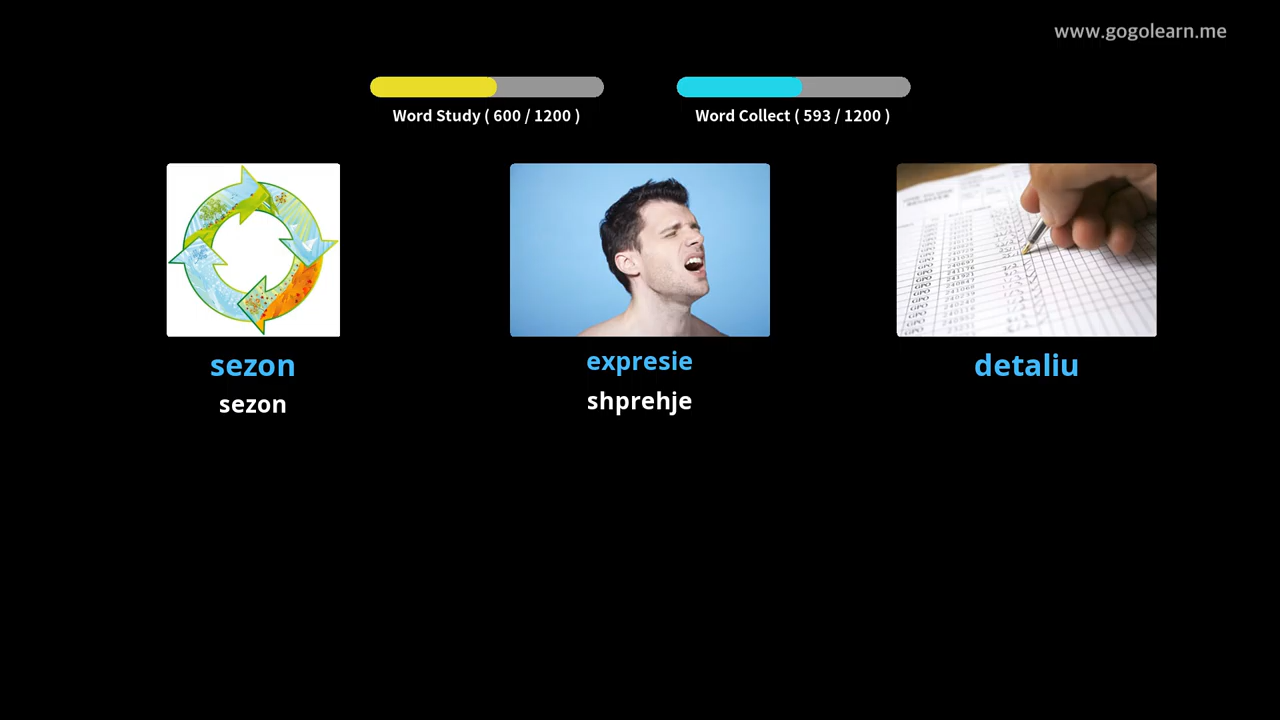 www.gogolearn.me
Word Study ( 600 / 1200 )
Word Collect ( 593 / 1200 )
sezon
sezon
expresie
shprehje
detaliu